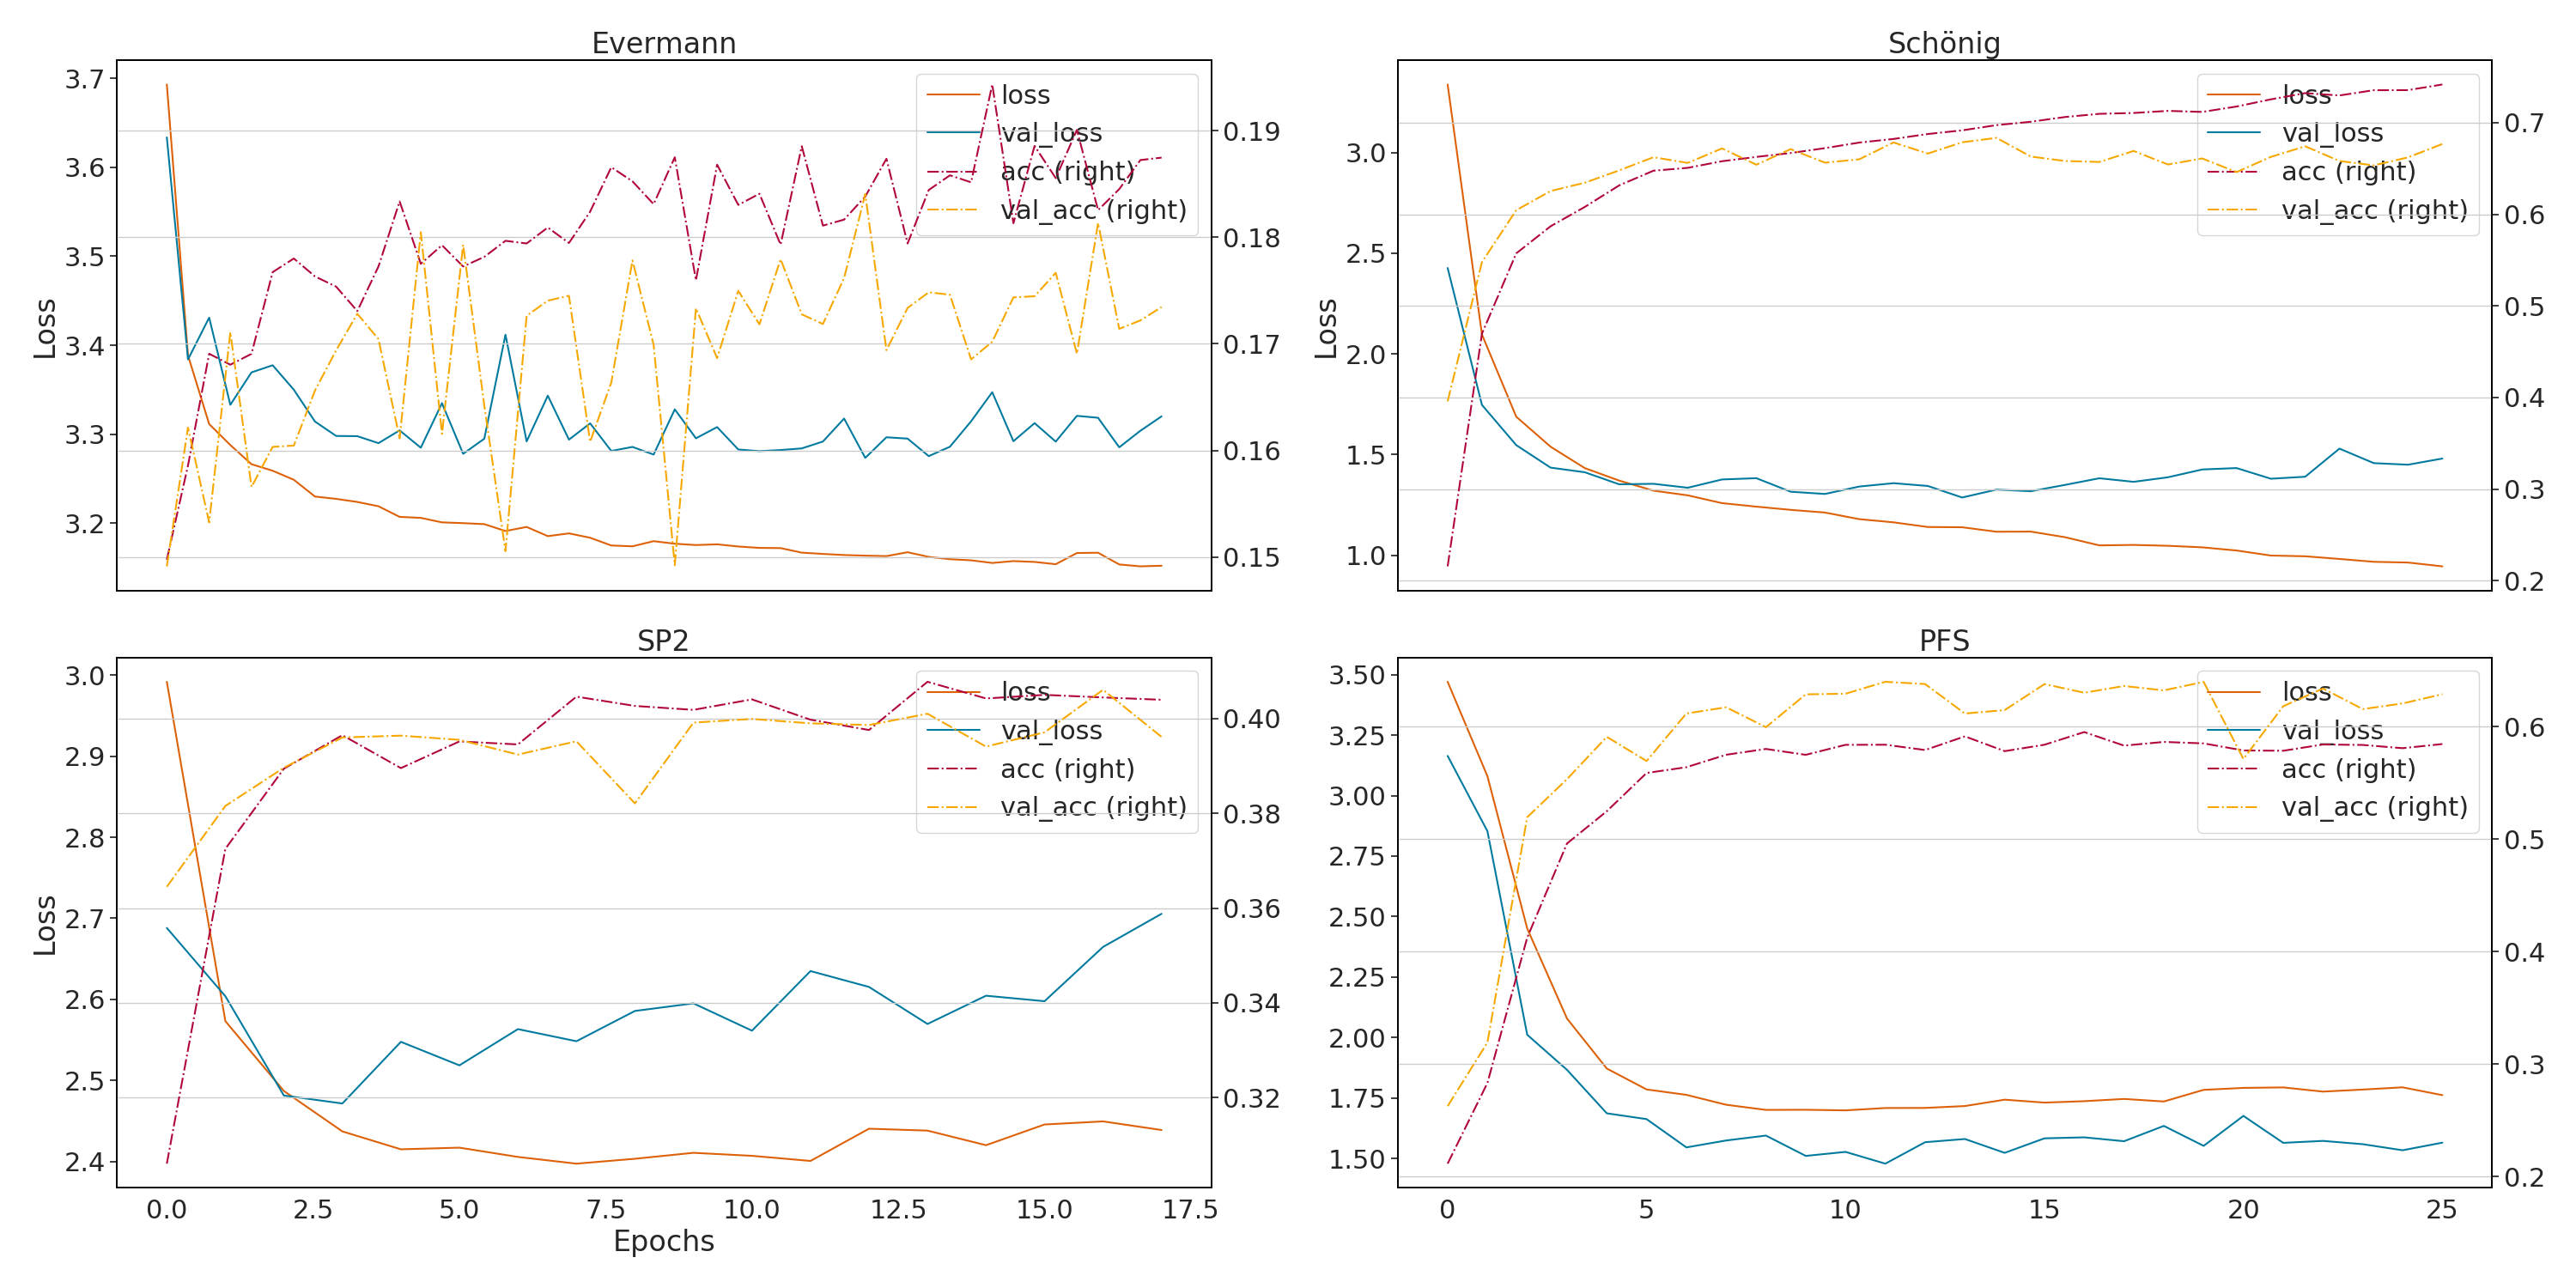 Evermann
3.7
3.6
3.5
3.4
3.3
3.2
Loss
0.19
0.18
0.17
0.16
0.15
loss
val_loss
acc (right)
val_acc (right)
Schönig
3.0
2.5
2.0
1.5
1.0
Loss
0.7
0.6
0.5
0.4
0.3
0.2
loss
val_loss
acc (right)
val_acc (right)
SP2
3.0
2.9
2.8
2.7
2.6
2.5
2.4
Loss
0.40
0.38
0.36
0.34
0.32
loss
val_loss
acc (right)
val_acc (right)
0.0 2.5 5.0 7.5 10.0 12.5 15.0 17.5
Epochs
PFS
3.50
3.25
3.00
2.75
2.50
2.25
2.00
1.75
1.50
0.6
0.5
0.4
0.3
0.2
loss
val_loss
acc (right)
val_acc (right)
0 5 10 15 20 25